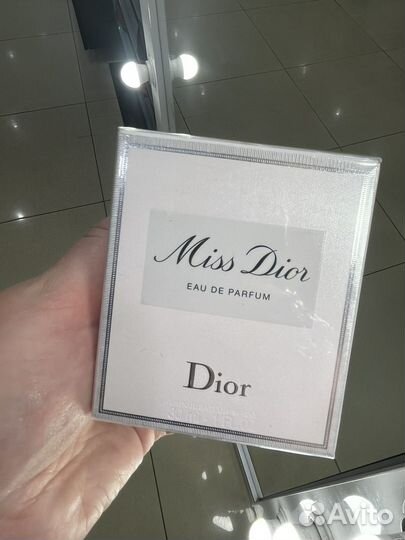 Miss Dior
EAU DE PARFUM
Dior
Avito